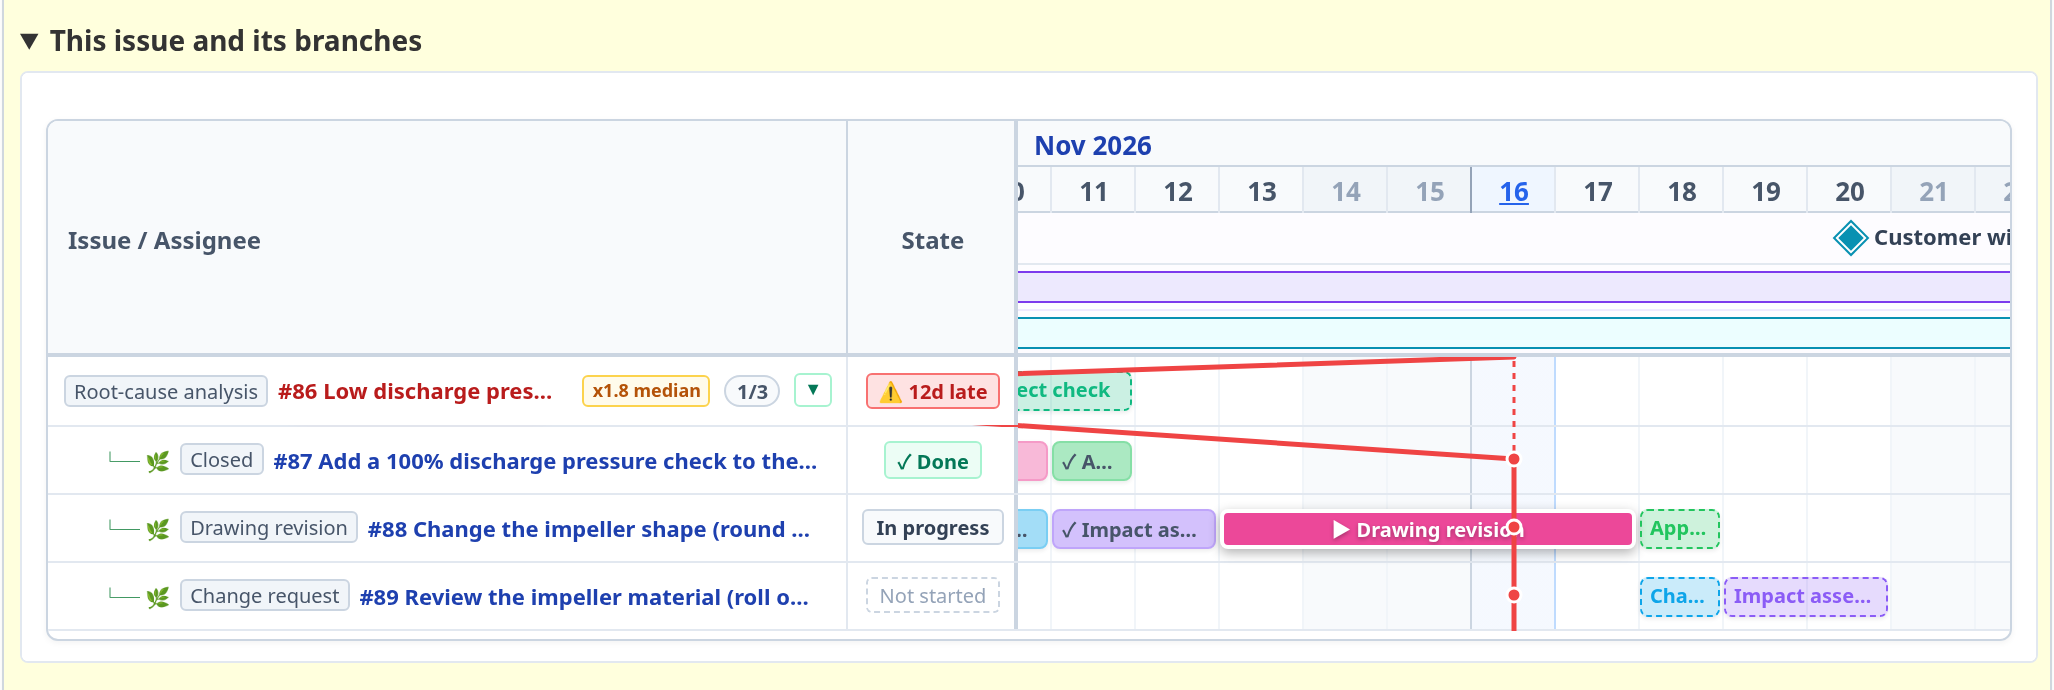 ▼ This issue and its branches
Issue / Assignee
State
Nov 2026
11 12 13 14 15 16 17 18 19 20 21
Customer wi
Root-cause analysis #86 Low discharge pres... x1.8 median 1/3 ▼ ⚠️ 12d late ect check
Closed #87 Add a 100% discharge pressure check to the... ✓ Done ✓ A...
Drawing revision #88 Change the impeller shape (round ... In progress ✓ Impact as... ▶ Drawing revision App...
Change request #89 Review the impeller material (roll o... Not started Cha... Impact asse...